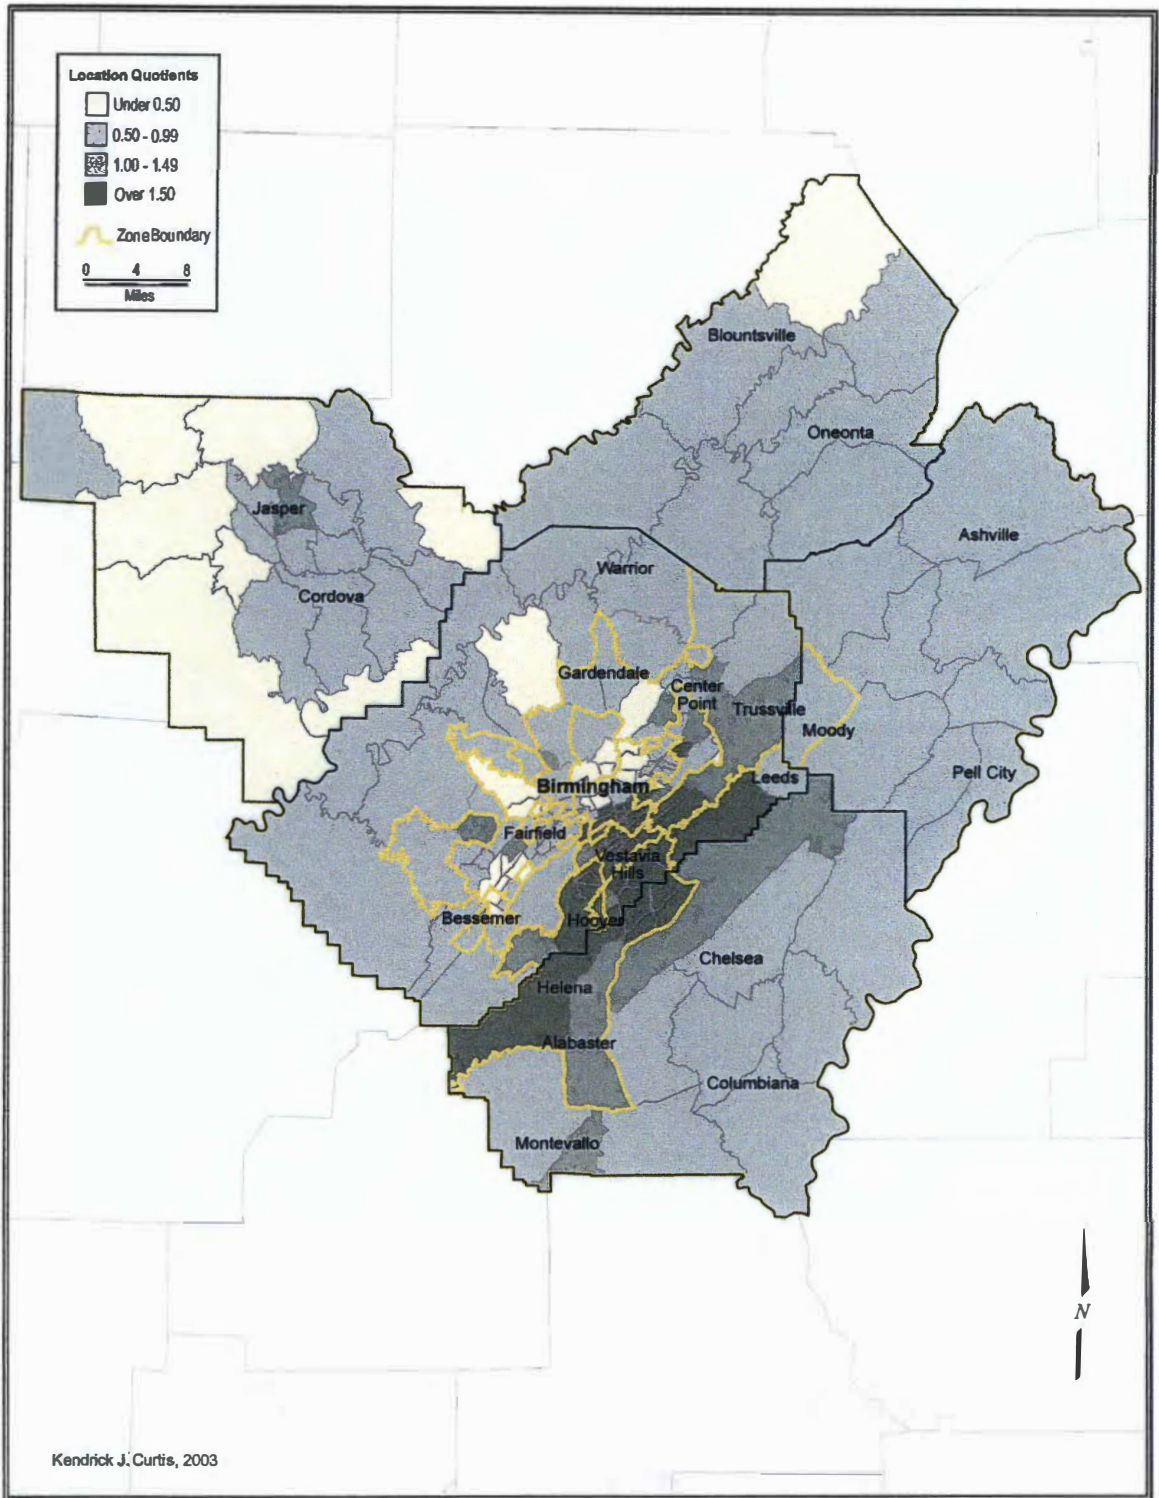 Location Quotients
Under 0.50
0.50 - 0.99
1.00 - 1.49
Over 1.50
Zone Boundary
0 4 8
Miles
Blountsville
Oneonta
Jasper
Ashville
Warrior
Cordova
Gardendale
Center
Point
Trussville
Moody
Pell City
Leeds
Birmingham
Fairfield
Vestavia
Hills
Bessemer
Hoover
Chelsea
Helena
Alabaster
Columbiana
Montevallo
N
Kendrick J. Curtis, 2003